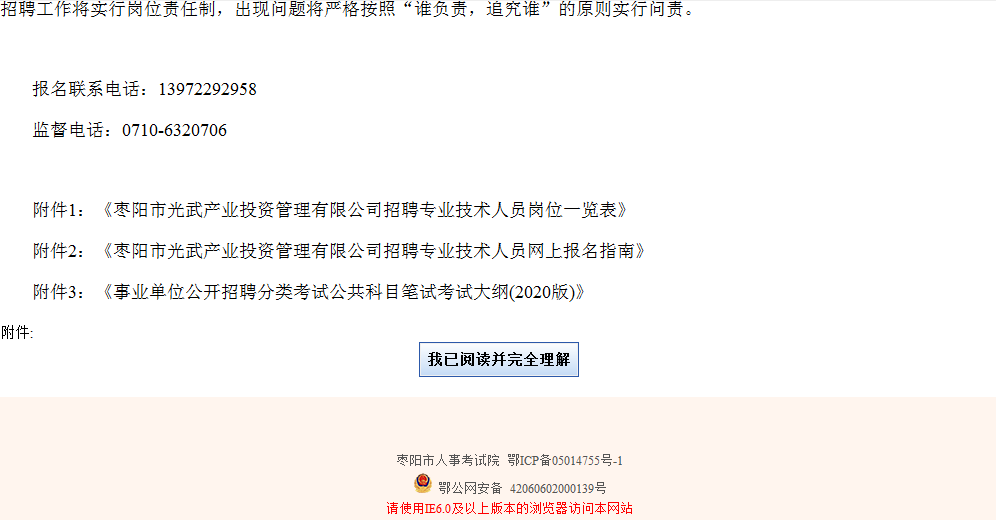 招聘工作将实行岗位责任制，出现问题将严格按照“谁负责，追究谁”的原则实行问责。
报名联系电话：13972292958
监督电话：0710-6320706
附件1：《枣阳市光武产业投资管理有限公司招聘专业技术人员岗位一览表》
附件2：《枣阳市光武产业投资管理有限公司招聘专业技术人员网上报名指南》
附件3：《事业单位公开招聘分类考试公共科目笔试考试大纲(2020版)》
附件:
我已阅读并完全理解
枣阳市人事考试院 鄂ICP备05014755号-1
鄂公网安备 42060602000139号
请使用IE6.0及以上版本的浏览器访问本网站